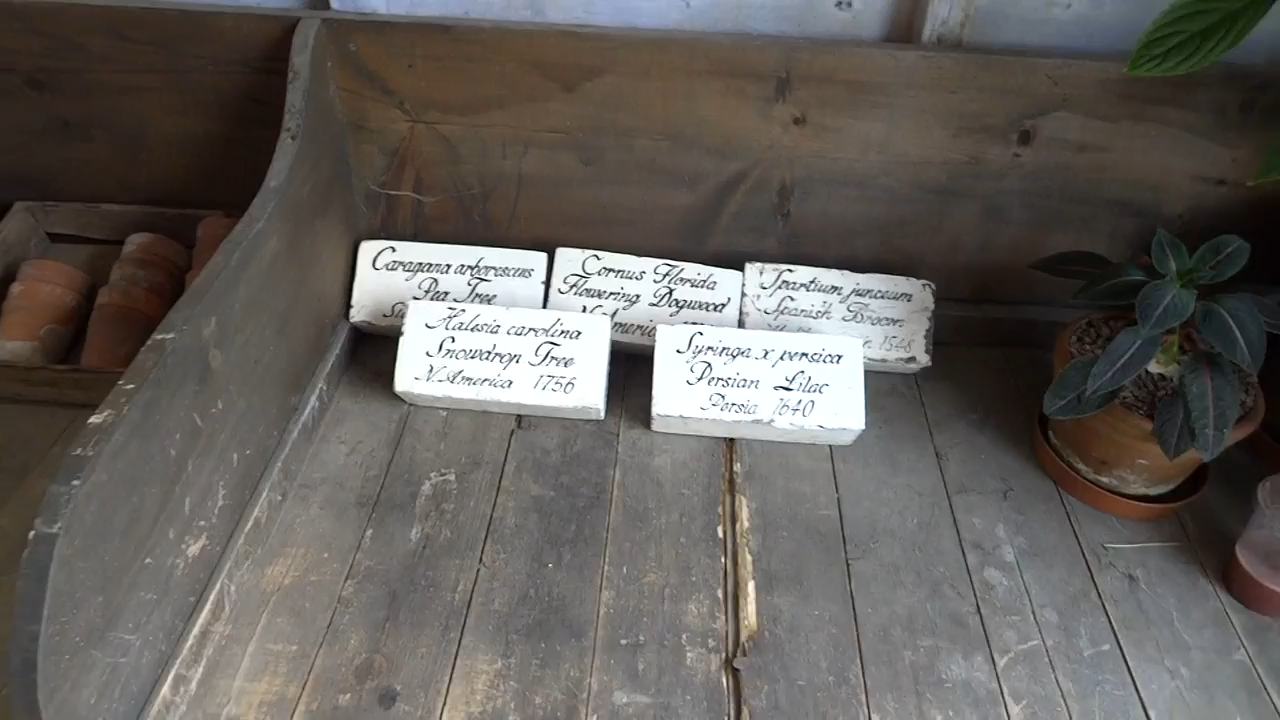 Caragana arborescens
Pea Tree
Cornus Florida
Flowering Dogwood
N. America
Spartium junceum
Spanish Broom
1548
Halesia carolina
Snowdrop Tree
N. America 1756
Syringa x persica
Persian Lilac
Persia 1640